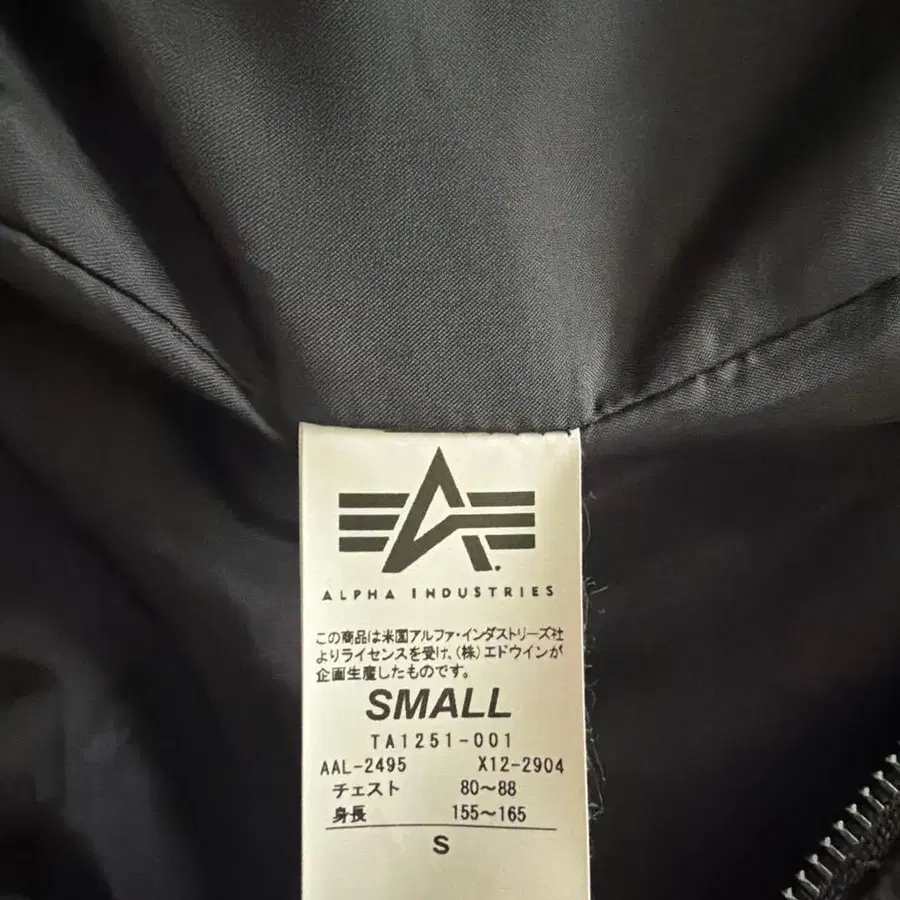 ALPHA INDUSTRIES
この商品は米国アルファ・インダストリーズ社
よりライセンスを受け、(株)エドウインが
企画生産したものです。
SMALL
TA1251-001
AAL-2495 X12-2904
チェスト 80～88
身長 155～165
S